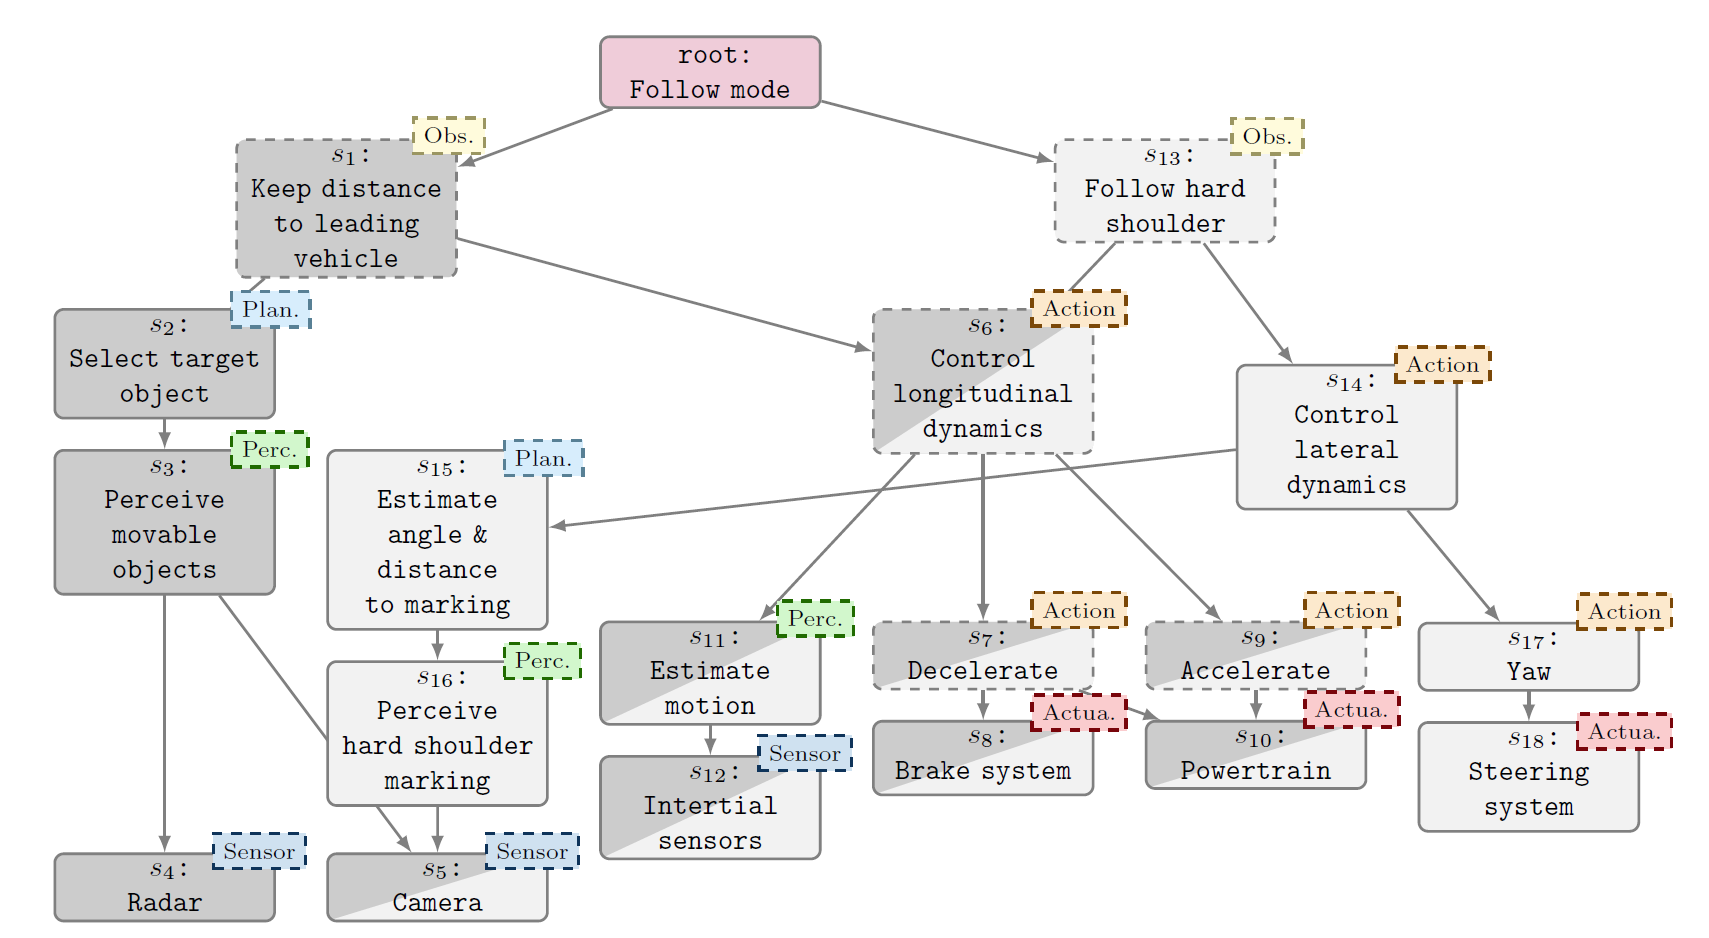 root:
Follow mode
Obs.
s₁:
Keep distance
to leading
vehicle
Obs.
s₁₃:
Follow hard
shoulder
Plan.
s₂:
Select target
object
Action
s₆:
Control
longitudinal
dynamics
Action
s₁₄:
Control
lateral
dynamics
Perc.
s₃:
Perceive
movable
objects
Plan.
s₁₅:
Estimate
angle &
distance
to marking
Perc.
s₁₁:
Estimate
motion
Action
s₇:
Decelerate
Action
s₉:
Accelerate
Action
s₁₇:
Yaw
Perc.
s₁₆:
Perceive
hard shoulder
marking
Sensor
s₁₂:
Intertial
sensors
Actua.
s₈:
Brake system
Actua.
s₁₀:
Powertrain
Actua.
s₁₈:
Steering
system
Sensor
s₄:
Radar
Sensor
s₅:
Camera